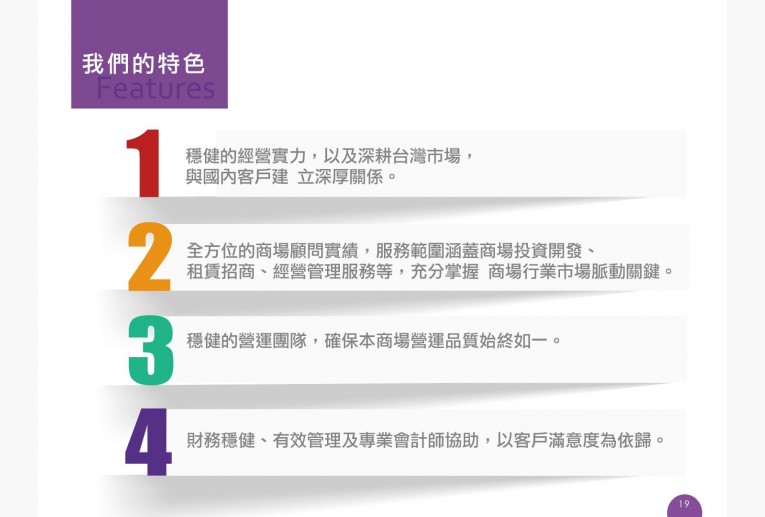 我們的特色
Features
1
穩健的經營實力，以及深耕台灣市場，
與國內客戶建 立深厚關係。
2
全方位的商場顧問實績，服務範圍涵蓋商場投資開發、
租賃招商、經營管理服務等，充分掌握 商場行業市場脈動關鍵。
3
穩健的營運團隊，確保本商場營運品質始終如一。
4
財務穩健、有效管理及專業會計師協助，以客戶滿意度為依歸。
19